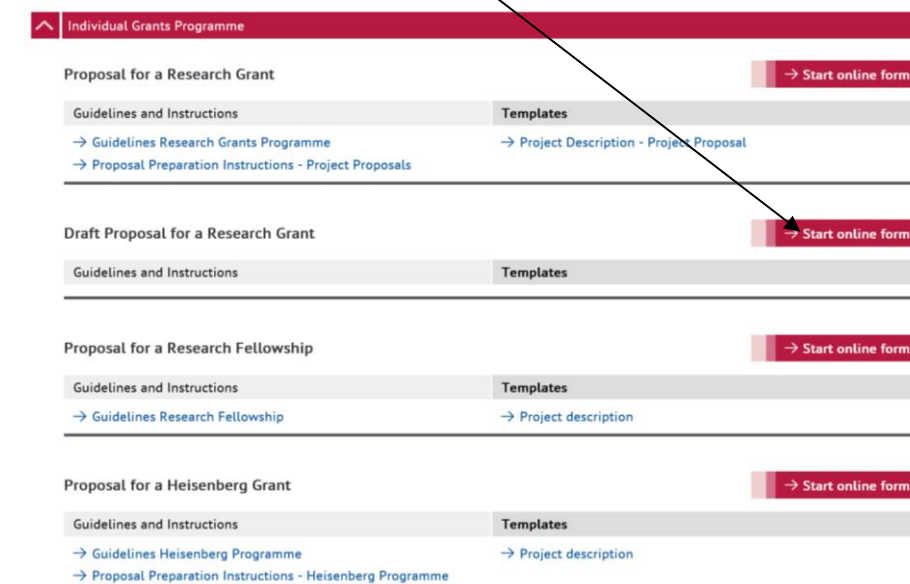 Individual Grants Programme
Proposal for a Research Grant → Start online form
Guidelines and Instructions Templates
→ Guidelines Research Grants Programme → Project Description - Project Proposal
→ Proposal Preparation Instructions - Project Proposals
Draft Proposal for a Research Grant → Start online form
Guidelines and Instructions Templates
Proposal for a Research Fellowship → Start online form
Guidelines and Instructions Templates
→ Guidelines Research Fellowship → Project description
Proposal for a Heisenberg Grant → Start online form
Guidelines and Instructions Templates
→ Guidelines Heisenberg Programme → Project description
→ Proposal Preparation Instructions - Heisenberg Programme